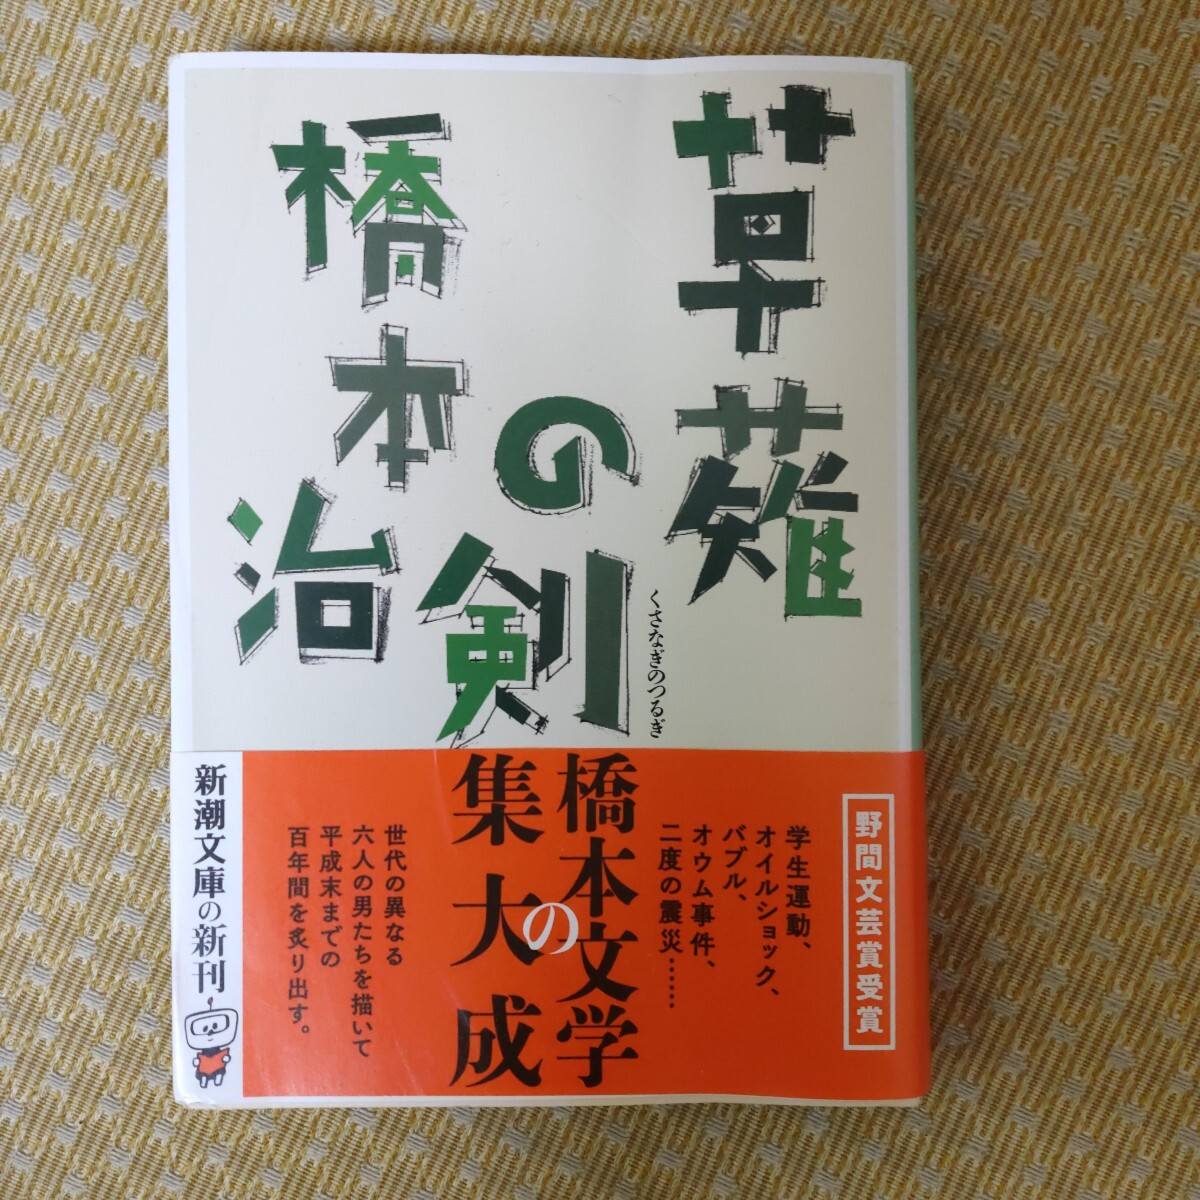 草薙
の剣
くさなぎのつるぎ
橋本治
野間文芸賞受賞
学生運動、
オイルショック、
バブル、
オウム事件、
二度の震災……
橋本文学
の
集大成
世代の異なる
六人の男たちを描いて
平成末までの
百年間を炙り出す。
新潮文庫の新刊